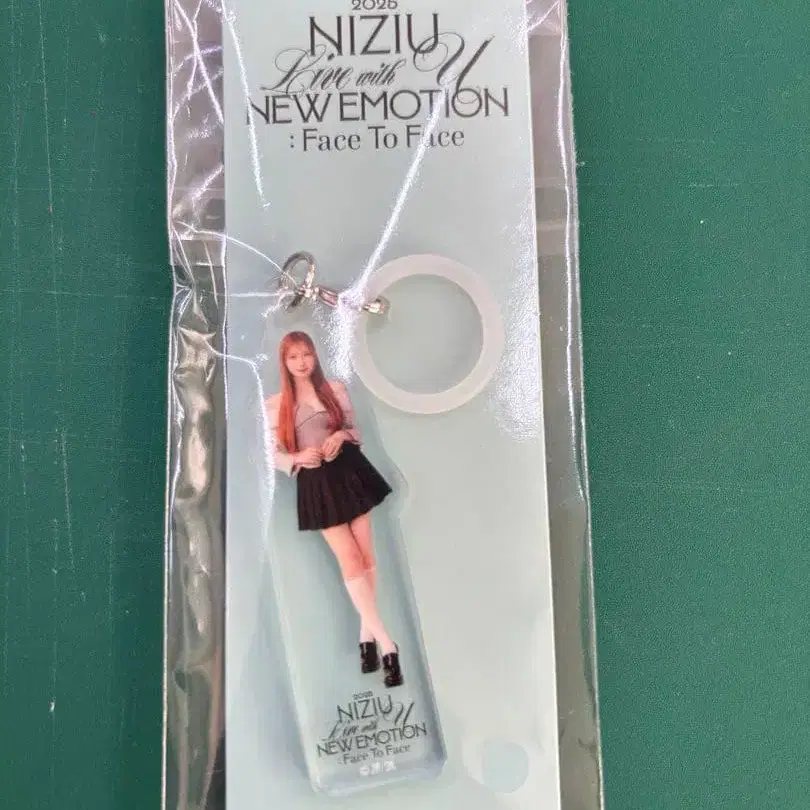 2025
NIZIU
Live with U
NEW EMOTION
: Face To Face
2025
NIZIU
Live with U
NEW EMOTION
: Face To Face